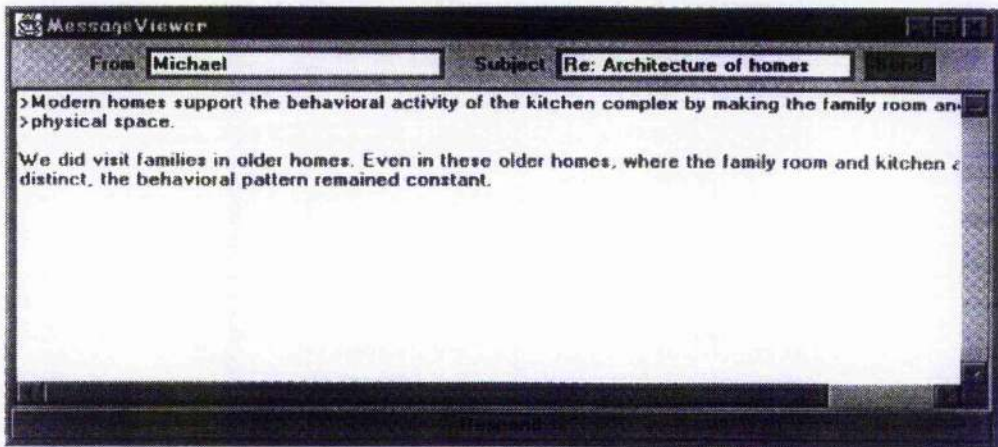 MessageViewer
From Michael Subject Re: Architecture of homes Send
>Modern homes support the behavioral activity of the kitchen complex by making the family room an
>physical space.
We did visit families in older homes. Even in these older homes, where the family room and kitchen a
distinct, the behavioral pattern remained constant.
Respond